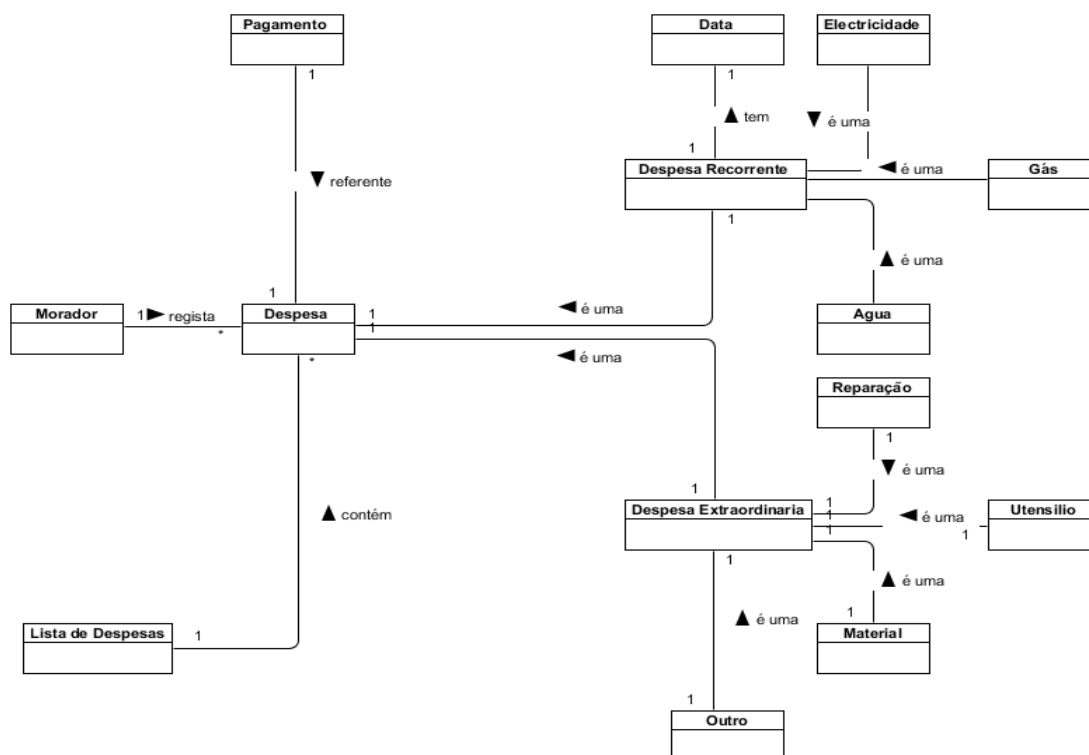 Pagamento
1
Data
1
Electricidade
tem
é uma
1
Despesa Recorrente
1
é uma
Gás
referente
é uma
Agua
1
Morador
1
regista
*
Despesa
*
1
1
é uma
é uma
Reparação
1
é uma
1
Despesa Extraordinaria
1
1
1
1
é uma
1
Utensilio
contém
é uma
1
Material
é uma
Lista de Despesas
1
1
Outro